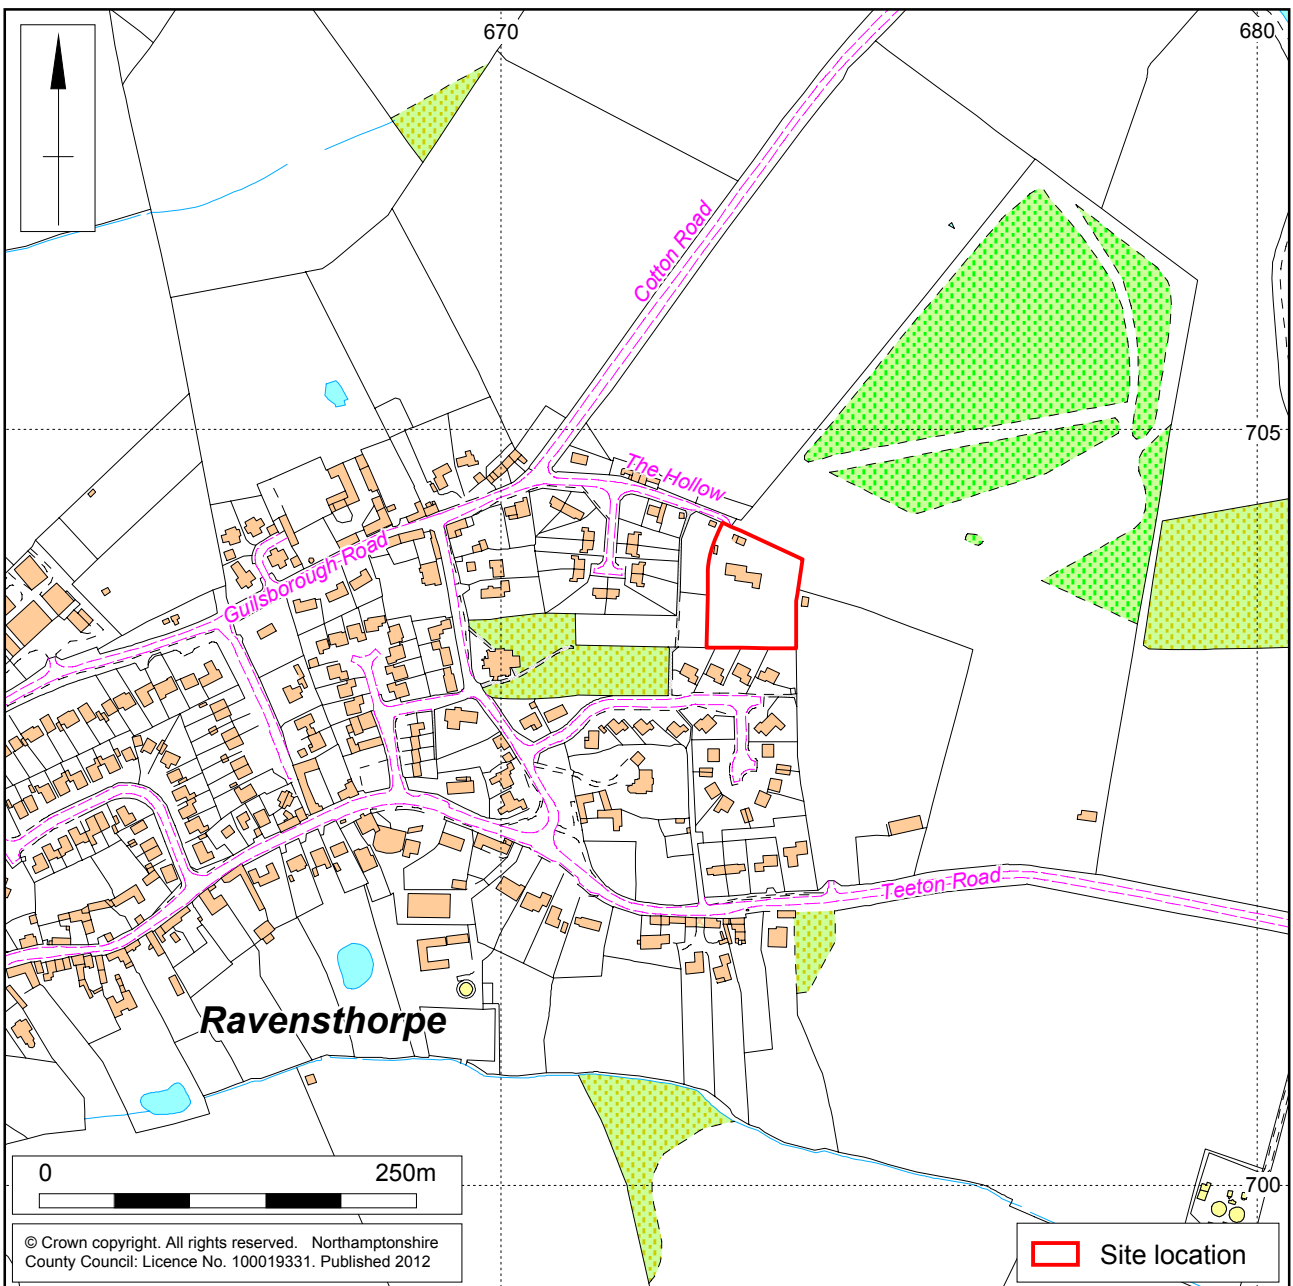 670
680
Cotton Road
705
The Hollow
Guilsborough Road
Teeton Road
Ravensthorpe
0 250m
700
© Crown copyright. All rights reserved. Northamptonshire
County Council: Licence No. 100019331. Published 2012
Site location